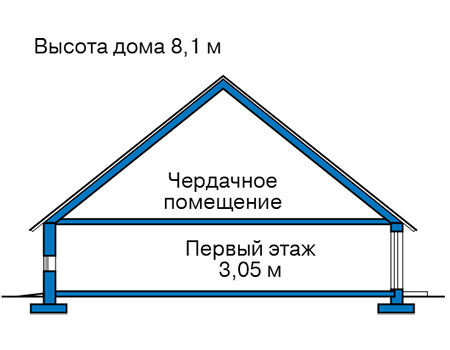 Высота дома 8,1 м
Чердачное
помещение
Первый этаж
3,05 м